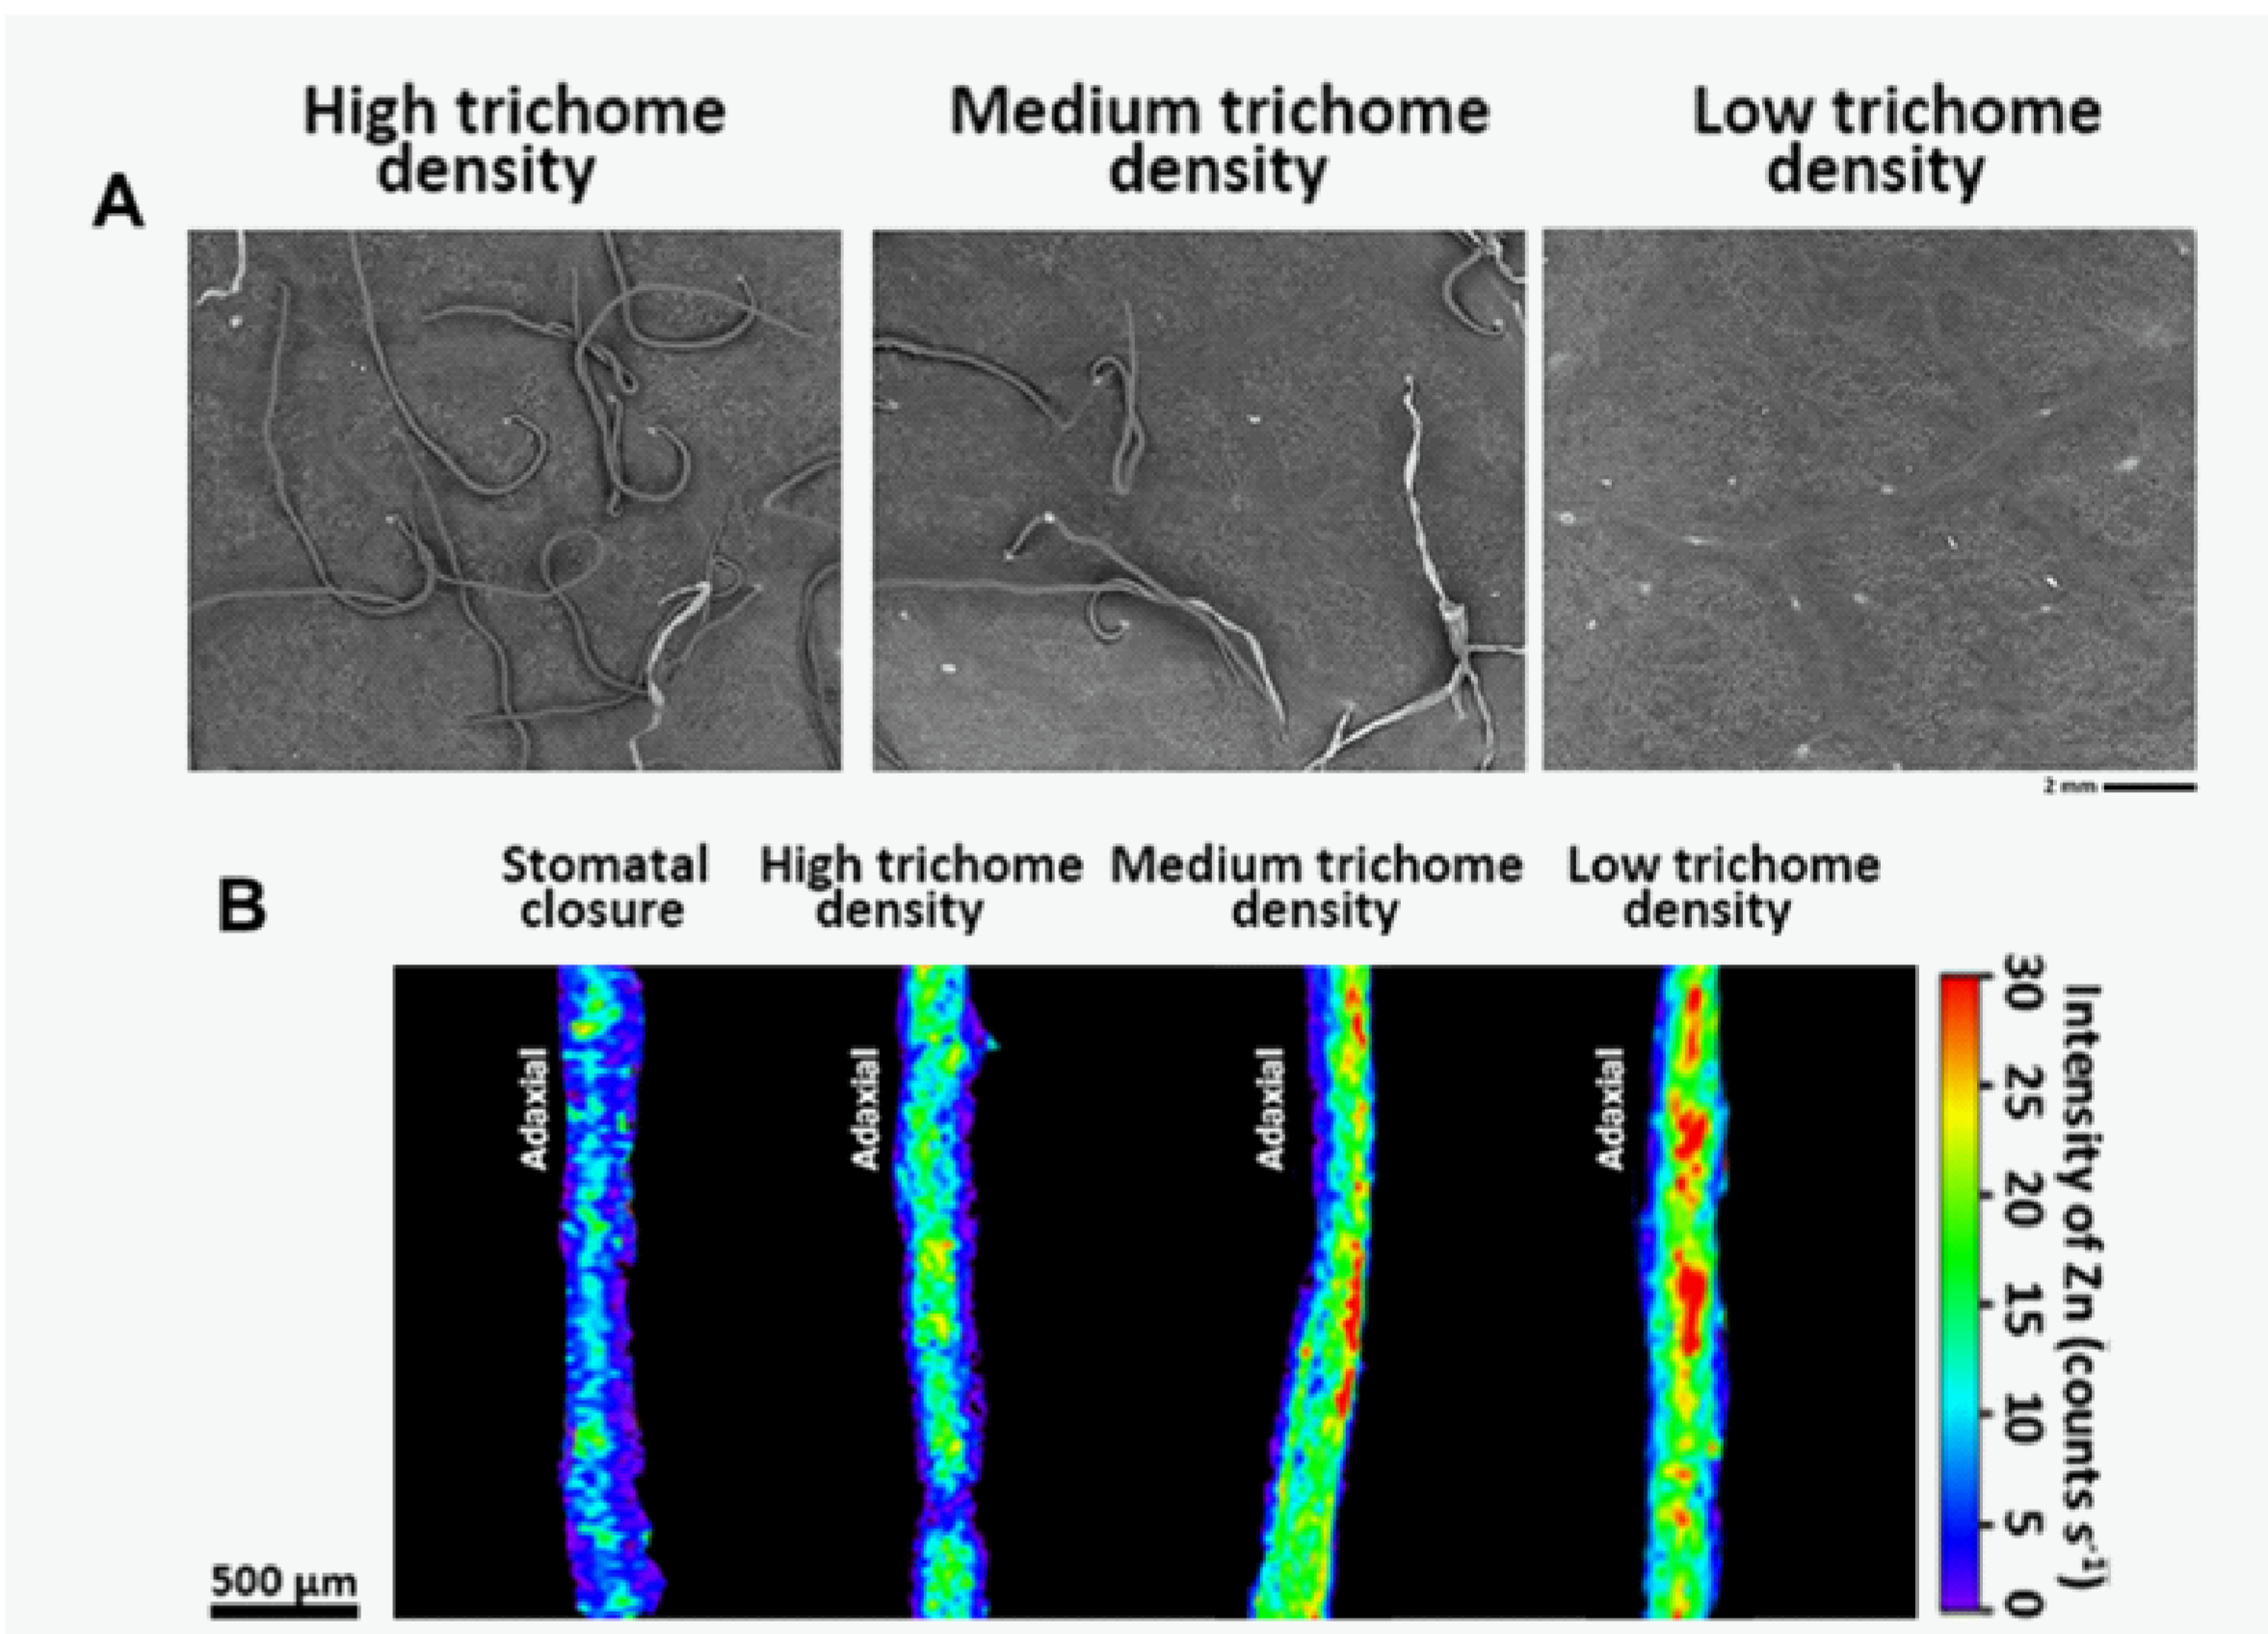 High trichome
density
Medium trichome
density
Low trichome
density
A
2 mm
B
Stomatal
closure
High trichome
density
Medium trichome
density
Low trichome
density
Adaxial
Adaxial
Adaxial
Adaxial
30
25
20
15
10
5
0
Intensity of Zn (counts s⁻¹)
500 µm